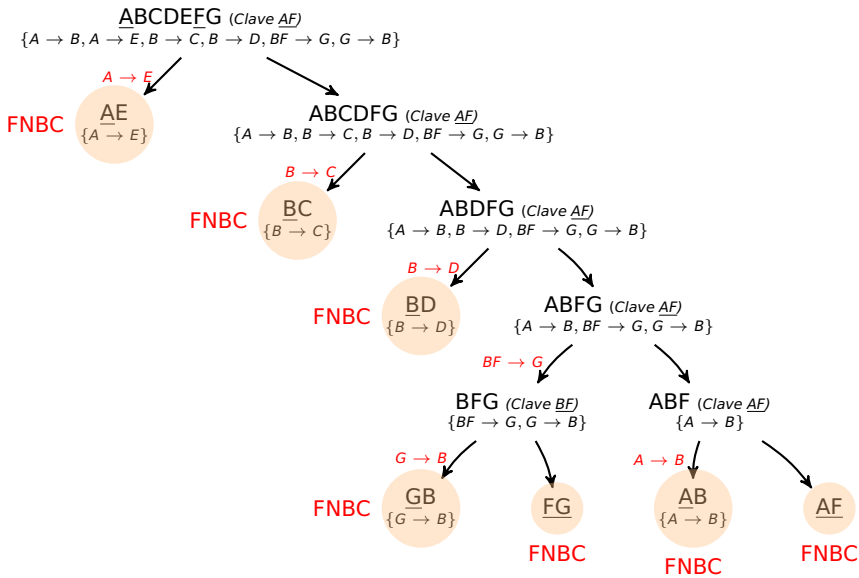 ABCDEFG (Clave AF)
{A → B, A → E, B → C, B → D, BF → G, G → B}
A → E
FNBC
AE
{A → E}
ABCDFG (Clave AF)
{A → B, B → C, B → D, BF → G, G → B}
B → C
FNBC
BC
{B → C}
ABDFG (Clave AF)
{A → B, B → D, BF → G, G → B}
B → D
FNBC
BD
{B → D}
ABFG (Clave AF)
{A → B, BF → G, G → B}
BF → G
BFG (Clave BF)
{BF → G, G → B}
ABF (Clave AF)
{A → B}
G → B
A → B
FNBC
GB
{G → B}
FG
AB
{A → B}
AF
FNBC
FNBC
FNBC